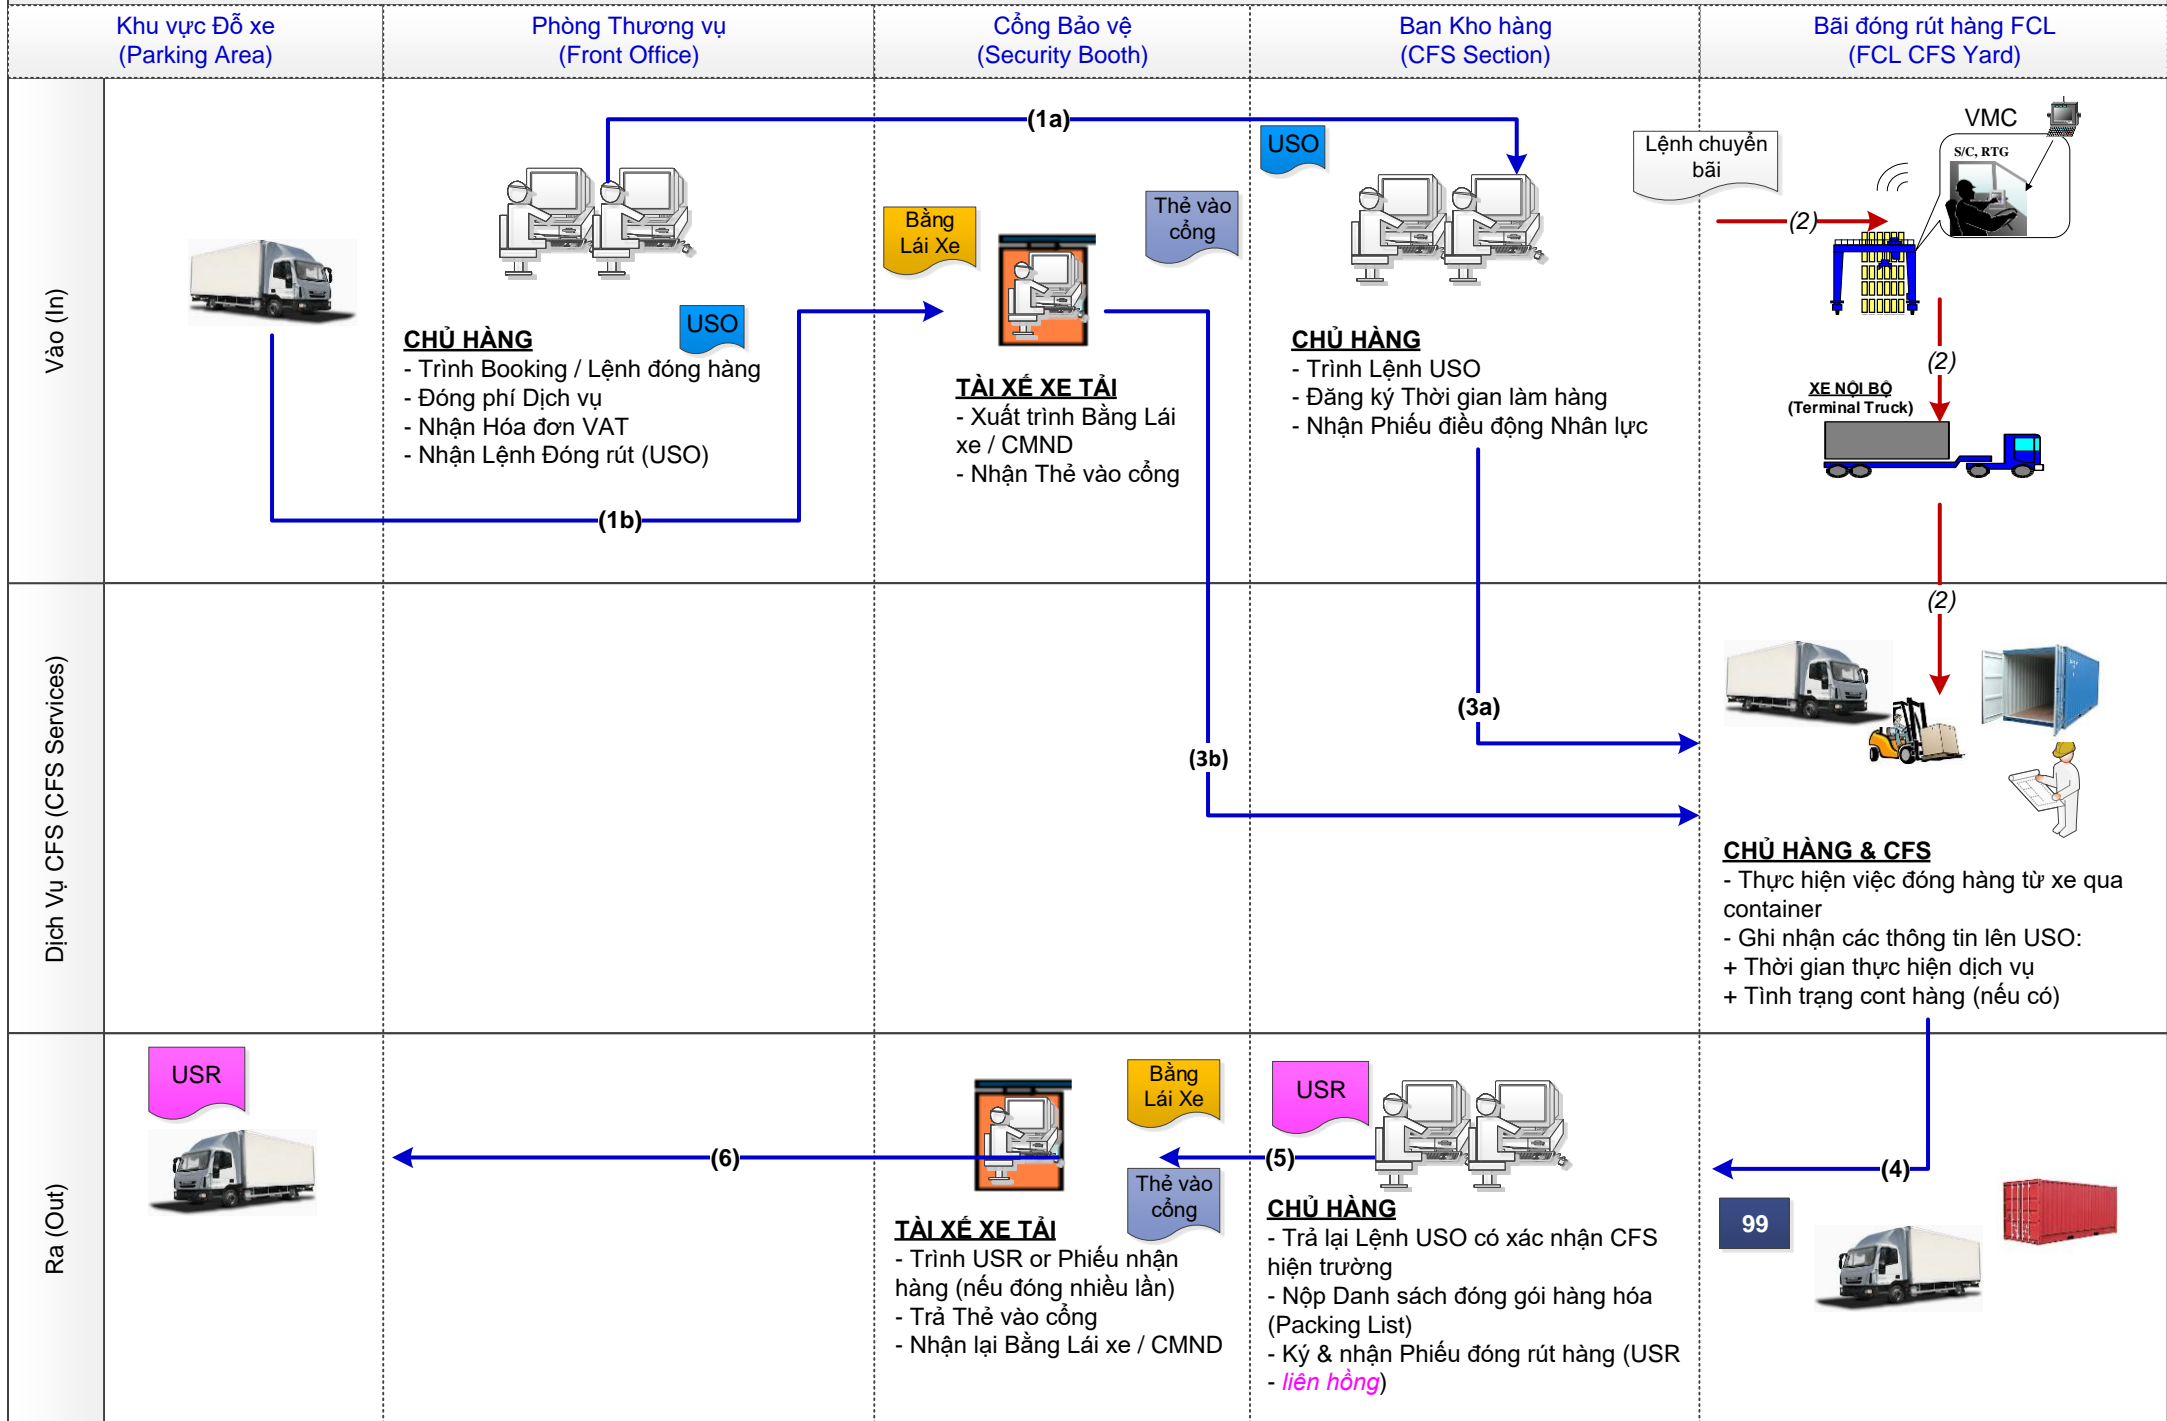 Khu vực Đỗ xe
(Parking Area)
Phòng Thương vụ
(Front Office)
Cổng Bảo vệ
(Security Booth)
Ban Kho hàng
(CFS Section)
Bãi đóng rút hàng FCL
(FCL CFS Yard)
Vào (In)
(1a)
USO
CHỦ HÀNG
- Trình Booking / Lệnh đóng hàng
- Đóng phí Dịch vụ
- Nhận Hóa đơn VAT
- Nhận Lệnh Đóng rút (USO)
(1b)
Bằng
Lái Xe
Thẻ vào
cổng
TÀI XẾ XE TẢI
- Xuất trình Bằng Lái
xe / CMND
- Nhận Thẻ vào cổng
USO
CHỦ HÀNG
- Trình Lệnh USO
- Đăng ký Thời gian làm hàng
- Nhận Phiếu điều động Nhân lực
Lệnh chuyển
bãi
VMC
S/C, RTG
(2)
(2)
XE NỘI BỘ
(Terminal Truck)
Dịch Vụ CFS (CFS Services)
(2)
(3a)
(3b)
CHỦ HÀNG & CFS
- Thực hiện việc đóng hàng từ xe qua
container
- Ghi nhận các thông tin lên USO:
+ Thời gian thực hiện dịch vụ
+ Tình trạng cont hàng (nếu có)
Ra (Out)
USR
(6)
Bằng
Lái Xe
Thẻ vào
cổng
TÀI XẾ XE TẢI
- Trình USR or Phiếu nhận
hàng (nếu đóng nhiều lần)
- Trả Thẻ vào cổng
- Nhận lại Bằng Lái xe / CMND
USR
(5)
CHỦ HÀNG
- Trả lại Lệnh USO có xác nhận CFS
hiện trường
- Nộp Danh sách đóng gói hàng hóa
(Packing List)
- Ký & nhận Phiếu đóng rút hàng (USR
- liên hồng)
(4)
99